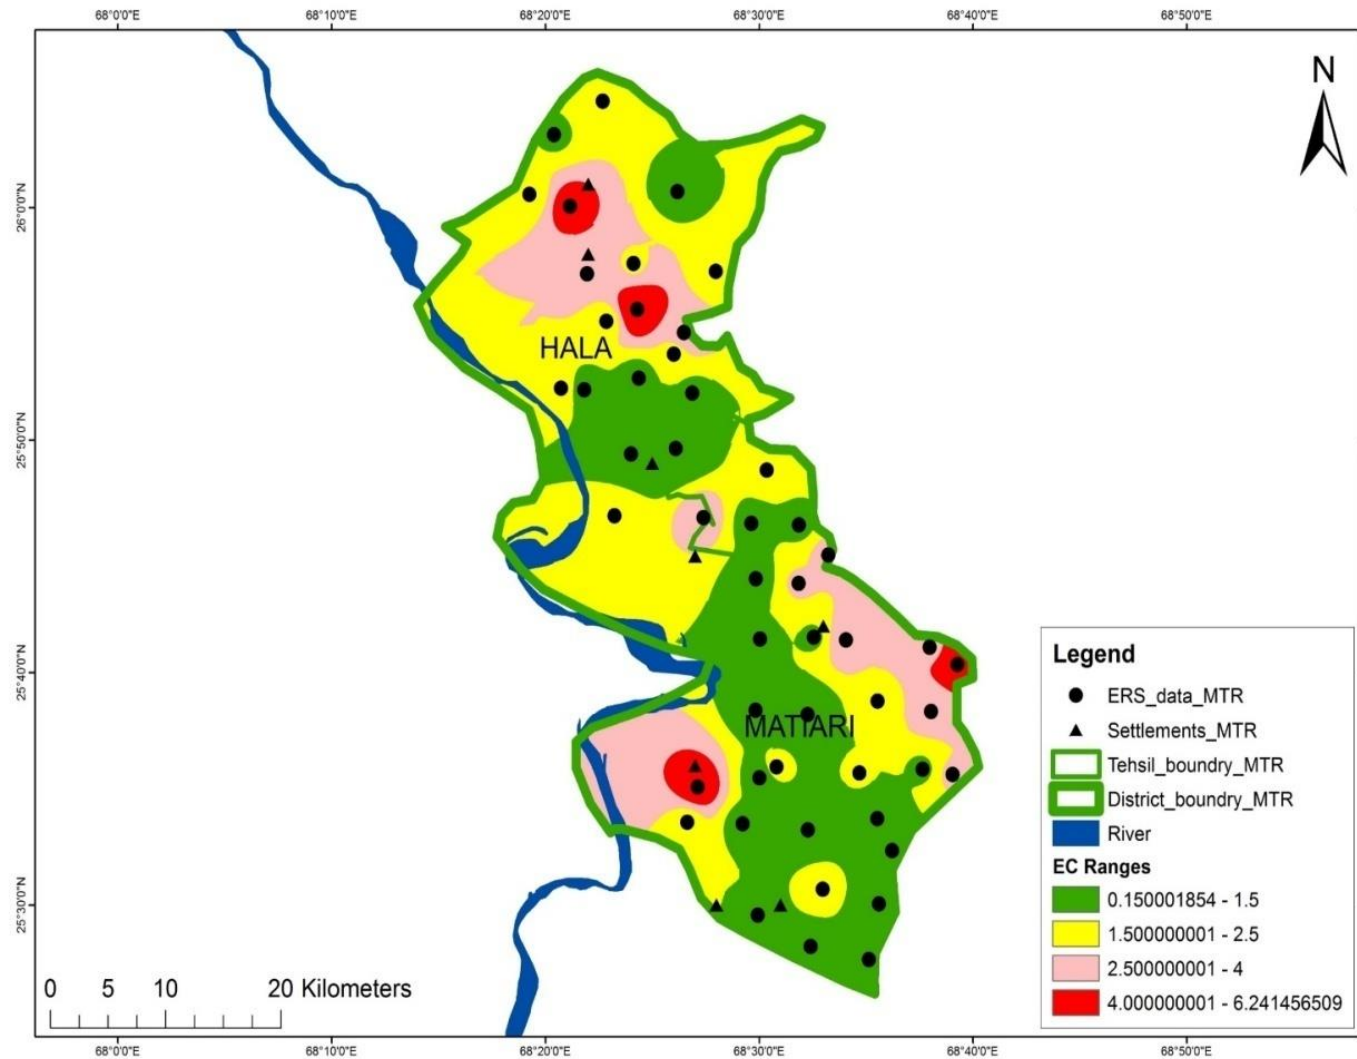 68°0'0"E 68°10'0"E 68°20'0"E 68°30'0"E 68°40'0"E 68°50'0"E
N
26°0'0"N
HALA
25°50'0"N
25°40'0"N
MATIARI
25°30'0"N
Legend
ERS_data_MTR
Settlements_MTR
Tehsil_boundry_MTR
District_boundry_MTR
River
EC Ranges
0.150001854 - 1.5
1.500000001 - 2.5
2.500000001 - 4
4.000000001 - 6.241456509
0 5 10 20 Kilometers
68°0'0"E 68°10'0"E 68°20'0"E 68°30'0"E 68°40'0"E 68°50'0"E